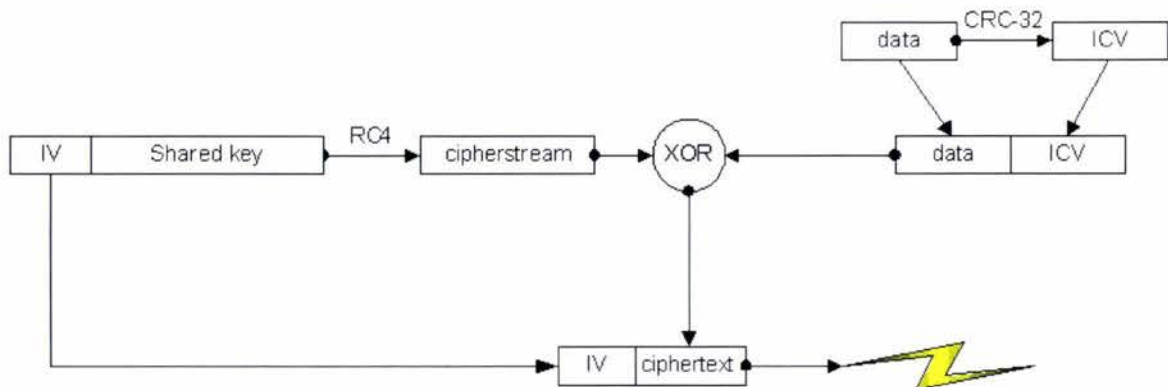 CRC-32
data ICV
RC4
IV Shared key cipherstream XOR data ICV
IV ciphertext